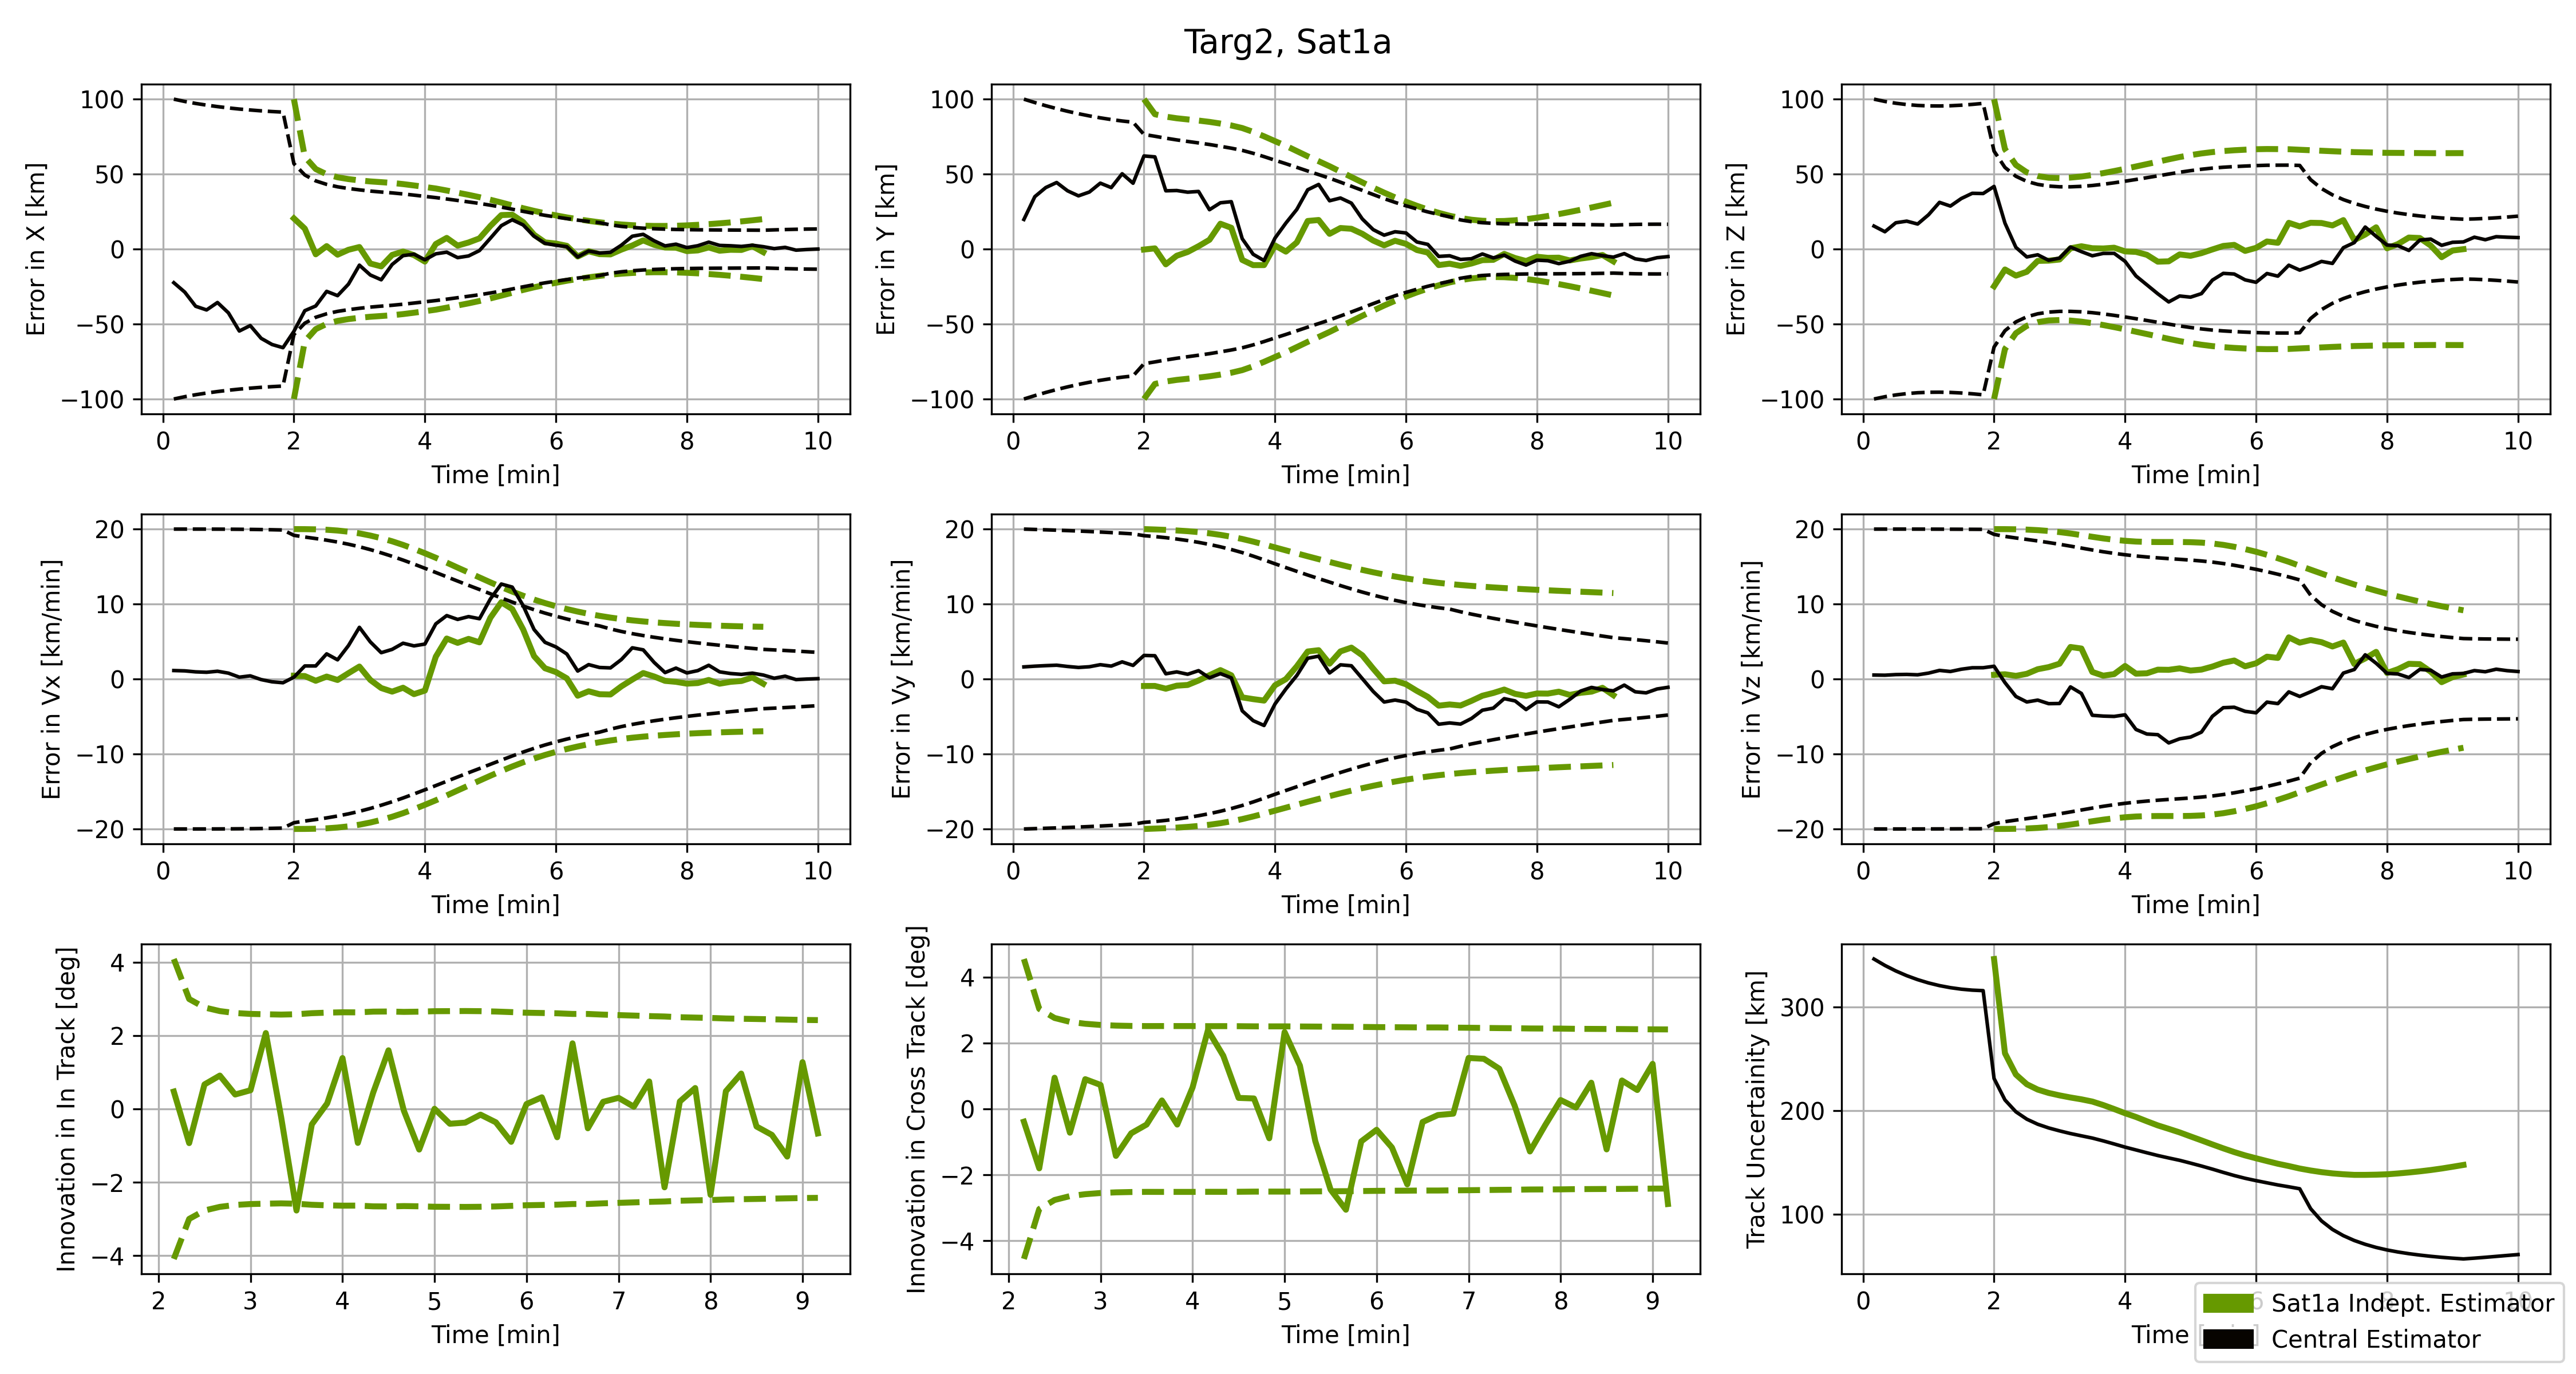 Targ2, Sat1a
Error in X [km]
100
50
0
−50
−100
0 2 4 6 8 10
Time [min]
Error in Y [km]
100
50
0
−50
−100
0 2 4 6 8 10
Time [min]
Error in Z [km]
100
50
0
−50
−100
0 2 4 6 8 10
Time [min]
Error in Vx [km/min]
20
10
0
−10
−20
0 2 4 6 8 10
Time [min]
Error in Vy [km/min]
20
10
0
−10
−20
0 2 4 6 8 10
Time [min]
Error in Vz [km/min]
20
10
0
−10
−20
0 2 4 6 8 10
Time [min]
Innovation in In Track [deg]
4
2
0
−2
−4
2 3 4 5 6 7 8 9
Time [min]
Innovation in Cross Track [deg]
4
2
0
−2
−4
2 3 4 5 6 7 8 9
Time [min]
Track Uncertainity [km]
300
200
100
0 2 4 6 8 10
Time [min]
Sat1a Indept. Estimator
Central Estimator